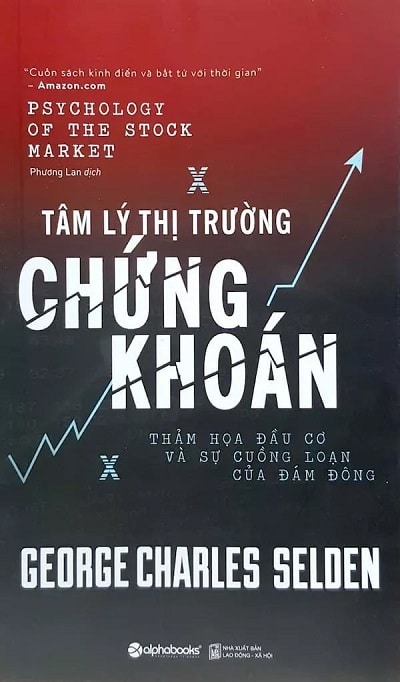 “Cuốn sách kinh điển và bất tử với thời gian”
– Amazon.com
PSYCHOLOGY
OF THE STOCK
MARKET
Phương Lan dịch
TÂM LÝ THỊ TRƯỜNG
CHỨNG
KHOÁN
THẢM HỌA ĐẦU CƠ
VÀ SỰ CUỒNG LOẠN
CỦA ĐÁM ĐÔNG
GEORGE CHARLES SELDEN
alphabooks
NHÀ XUẤT BẢN
LAO ĐỘNG - XÃ HỘI